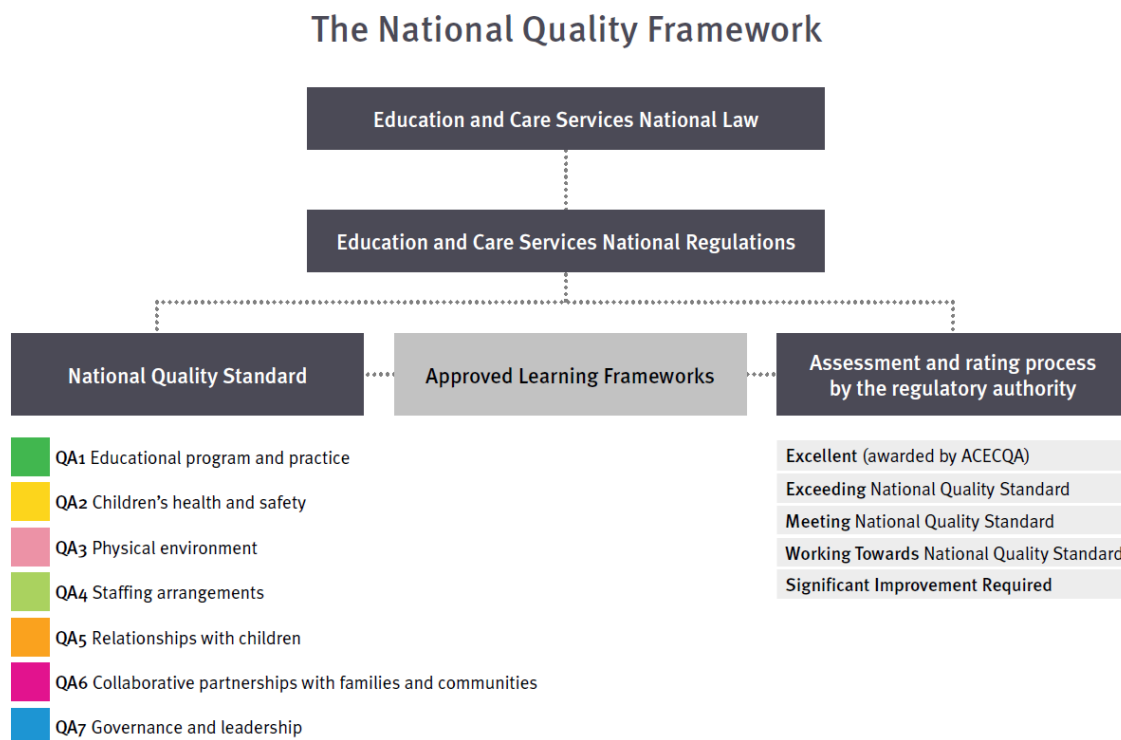 The National Quality Framework
Education and Care Services National Law
Education and Care Services National Regulations
National Quality Standard
Approved Learning Frameworks
Assessment and rating process
by the regulatory authority
QA1 Educational program and practice
QA2 Children’s health and safety
QA3 Physical environment
QA4 Staffing arrangements
QA5 Relationships with children
QA6 Collaborative partnerships with families and communities
QA7 Governance and leadership
Excellent (awarded by ACECQA)
Exceeding National Quality Standard
Meeting National Quality Standard
Working Towards National Quality Standard
Significant Improvement Required